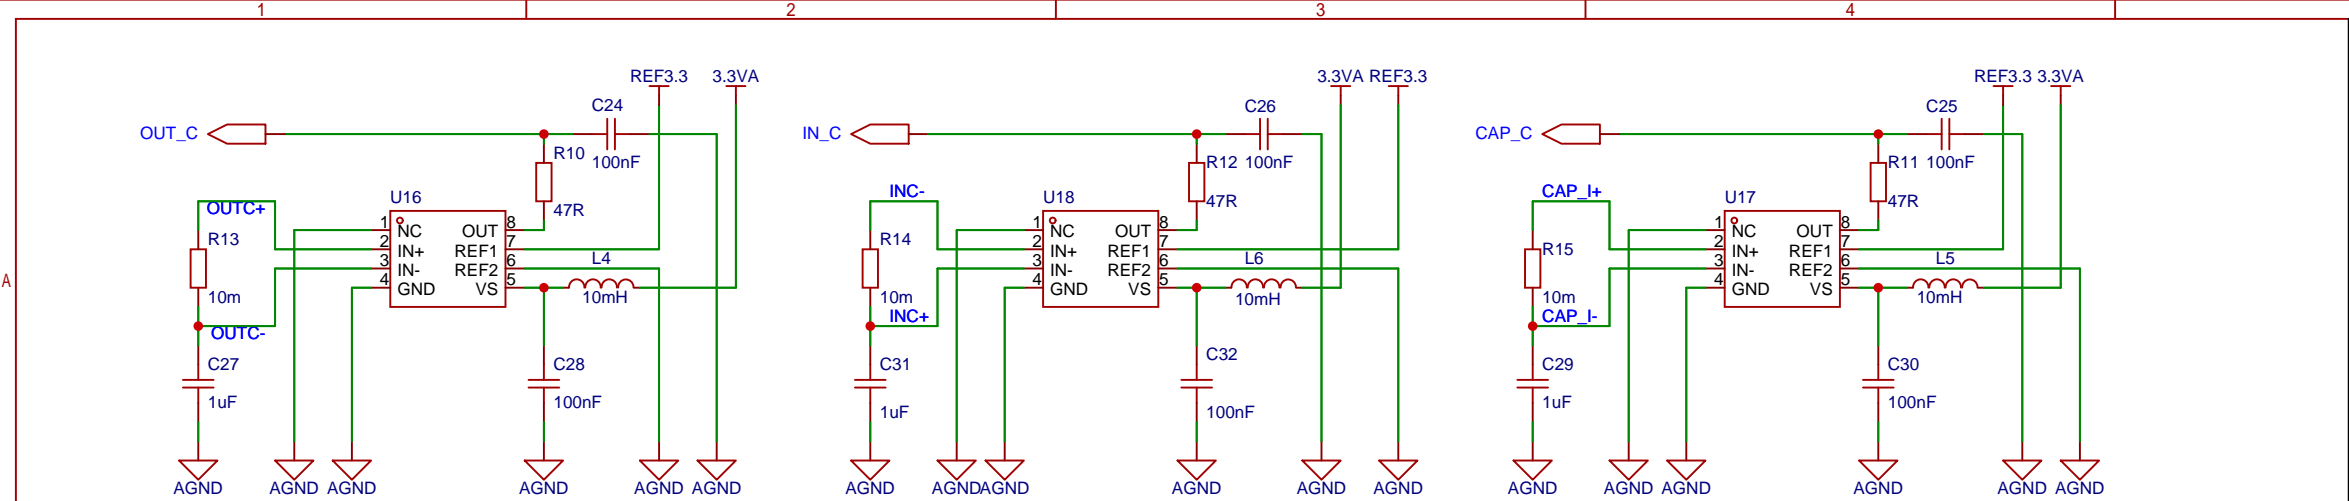 1 2 3 4
REF3.3 3.3VA 3.3VA REF3.3 REF3.3 3.3VA
C24 C26 C25
OUT_C IN_C CAP_C
R10 100nF R12 100nF R11 100nF
OUTC+ U16 47R INC- U18 47R CAP_I+ U17 47R
R13 1 NC OUT 8 R14 1 NC OUT 8 1 NC OUT 8
2 IN+ REF1 7 2 IN+ REF1 7 R15 2 IN+ REF1 7
3 IN- REF2 6 L4 3 IN- REF2 6 L6 3 IN- REF2 6 L5
A 10m 4 GND VS 5 10mH 10m 4 GND VS 5 10mH 10m 4 GND VS 5 10mH
OUTC- INC+ CAP_I-
C27 C28 C31 C32 C29 C30
1uF 100nF 1uF 100nF 1uF 100nF
AGND AGND AGND AGND AGND AGND AGND AGND AGND AGND AGND AGND AGND AGND AGND AGND AGND AGND